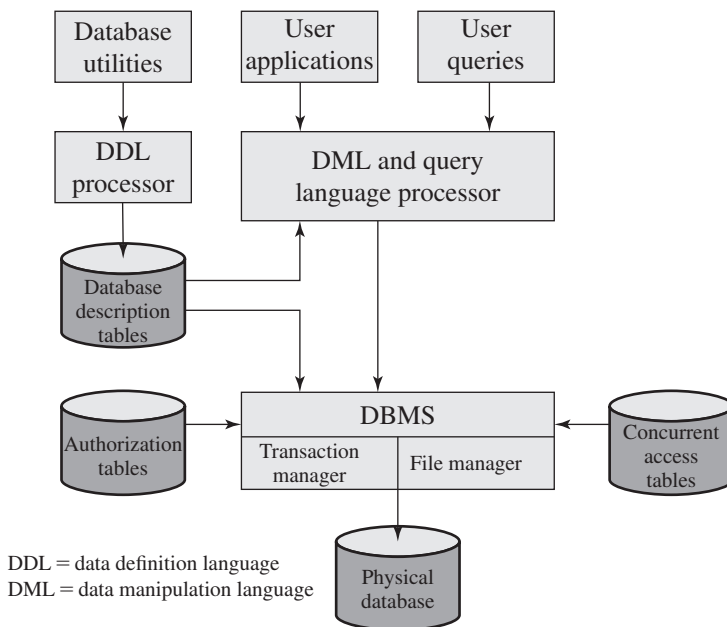 Database
utilities
User
applications
User
queries
DDL
processor
DML and query
language processor
Database
description
tables
DBMS
Transaction
manager
File manager
Authorization
tables
Concurrent
access
tables
Physical
database
DDL = data definition language
DML = data manipulation language